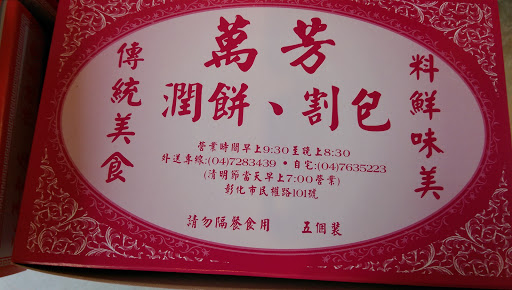 萬芳
潤餅、割包
傳統美食
料鮮味美
營業時間早上9:30至晚上8:30
外送專線:(04)7283439 • 自宅:(04)7635223
(清明節當天早上7:00營業)
彰化市民權路101號
請勿隔餐食用 五個裝